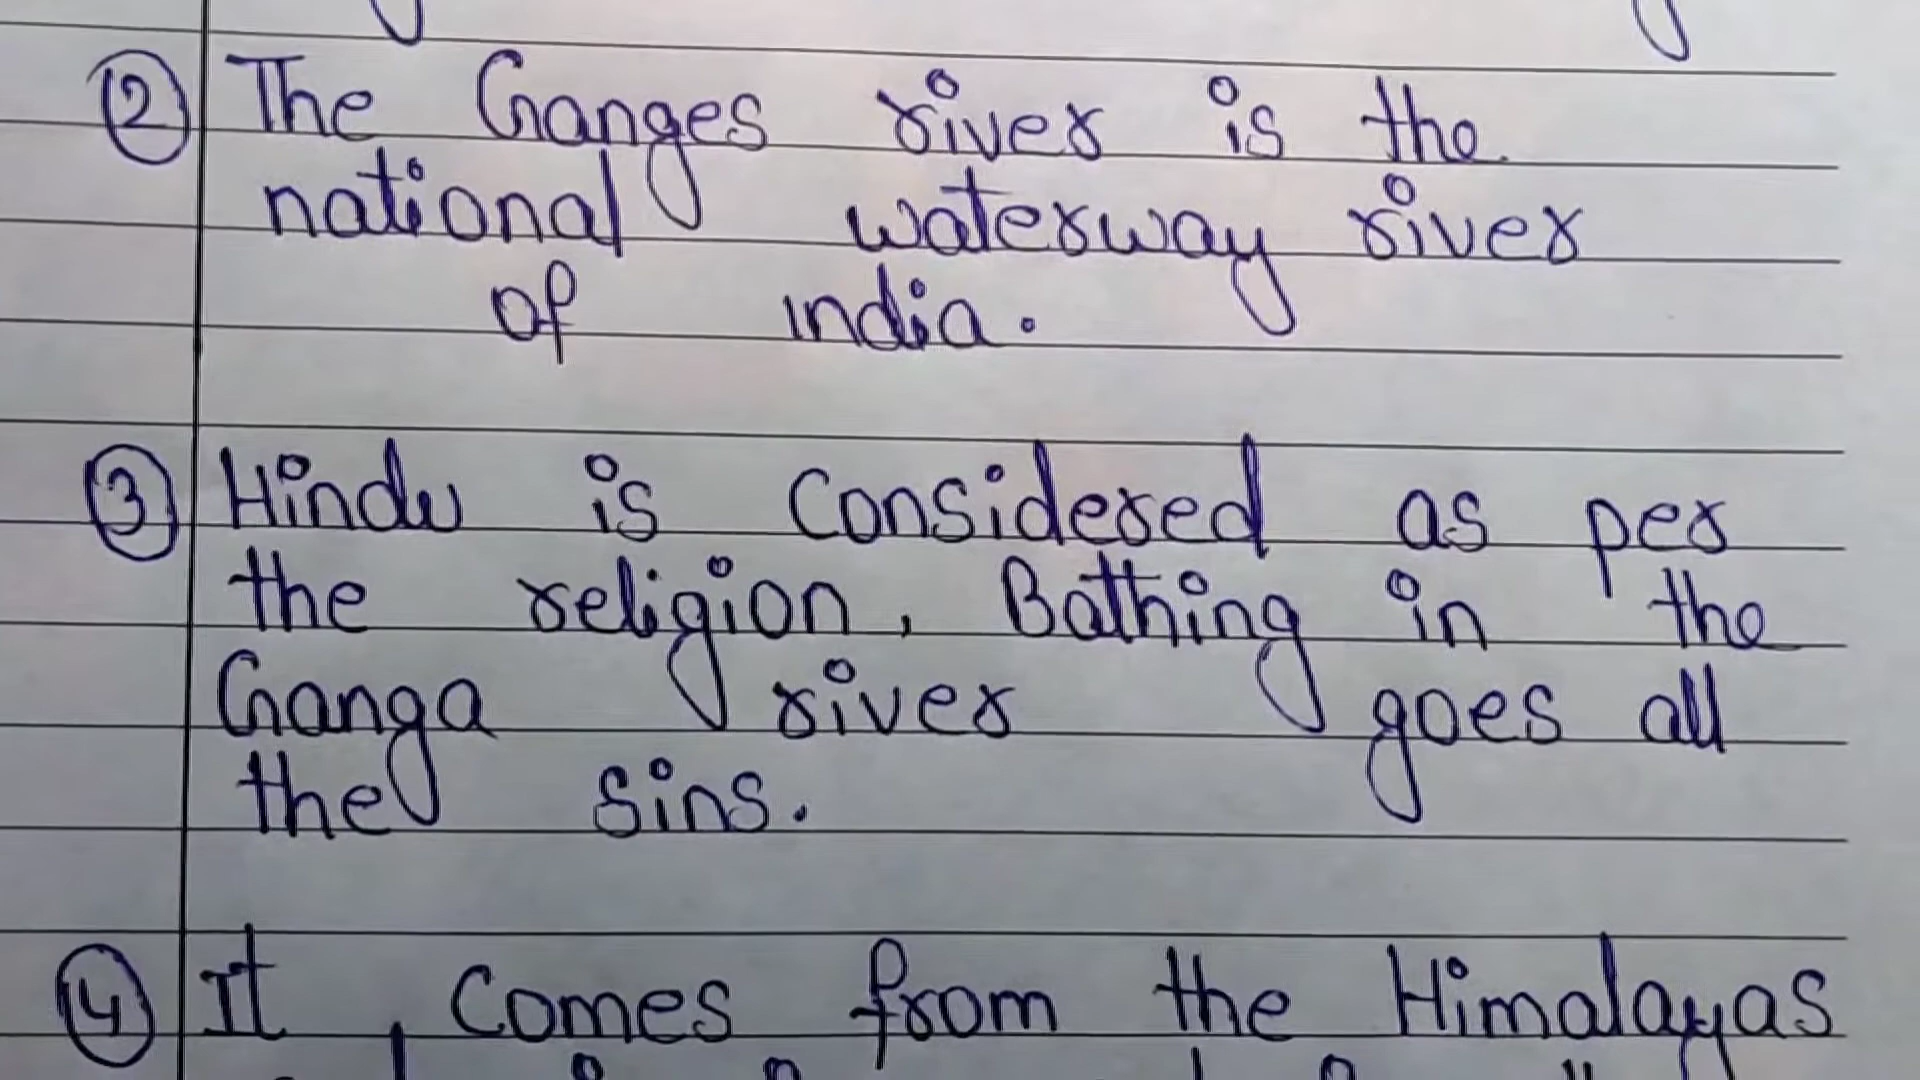 ② The Ganges river is the
national waterway river
of india.
③ Hindu is Considered as per
the religion, Bathing in the
Ganga river goes all
the sins.
④ It comes from the Himalayas